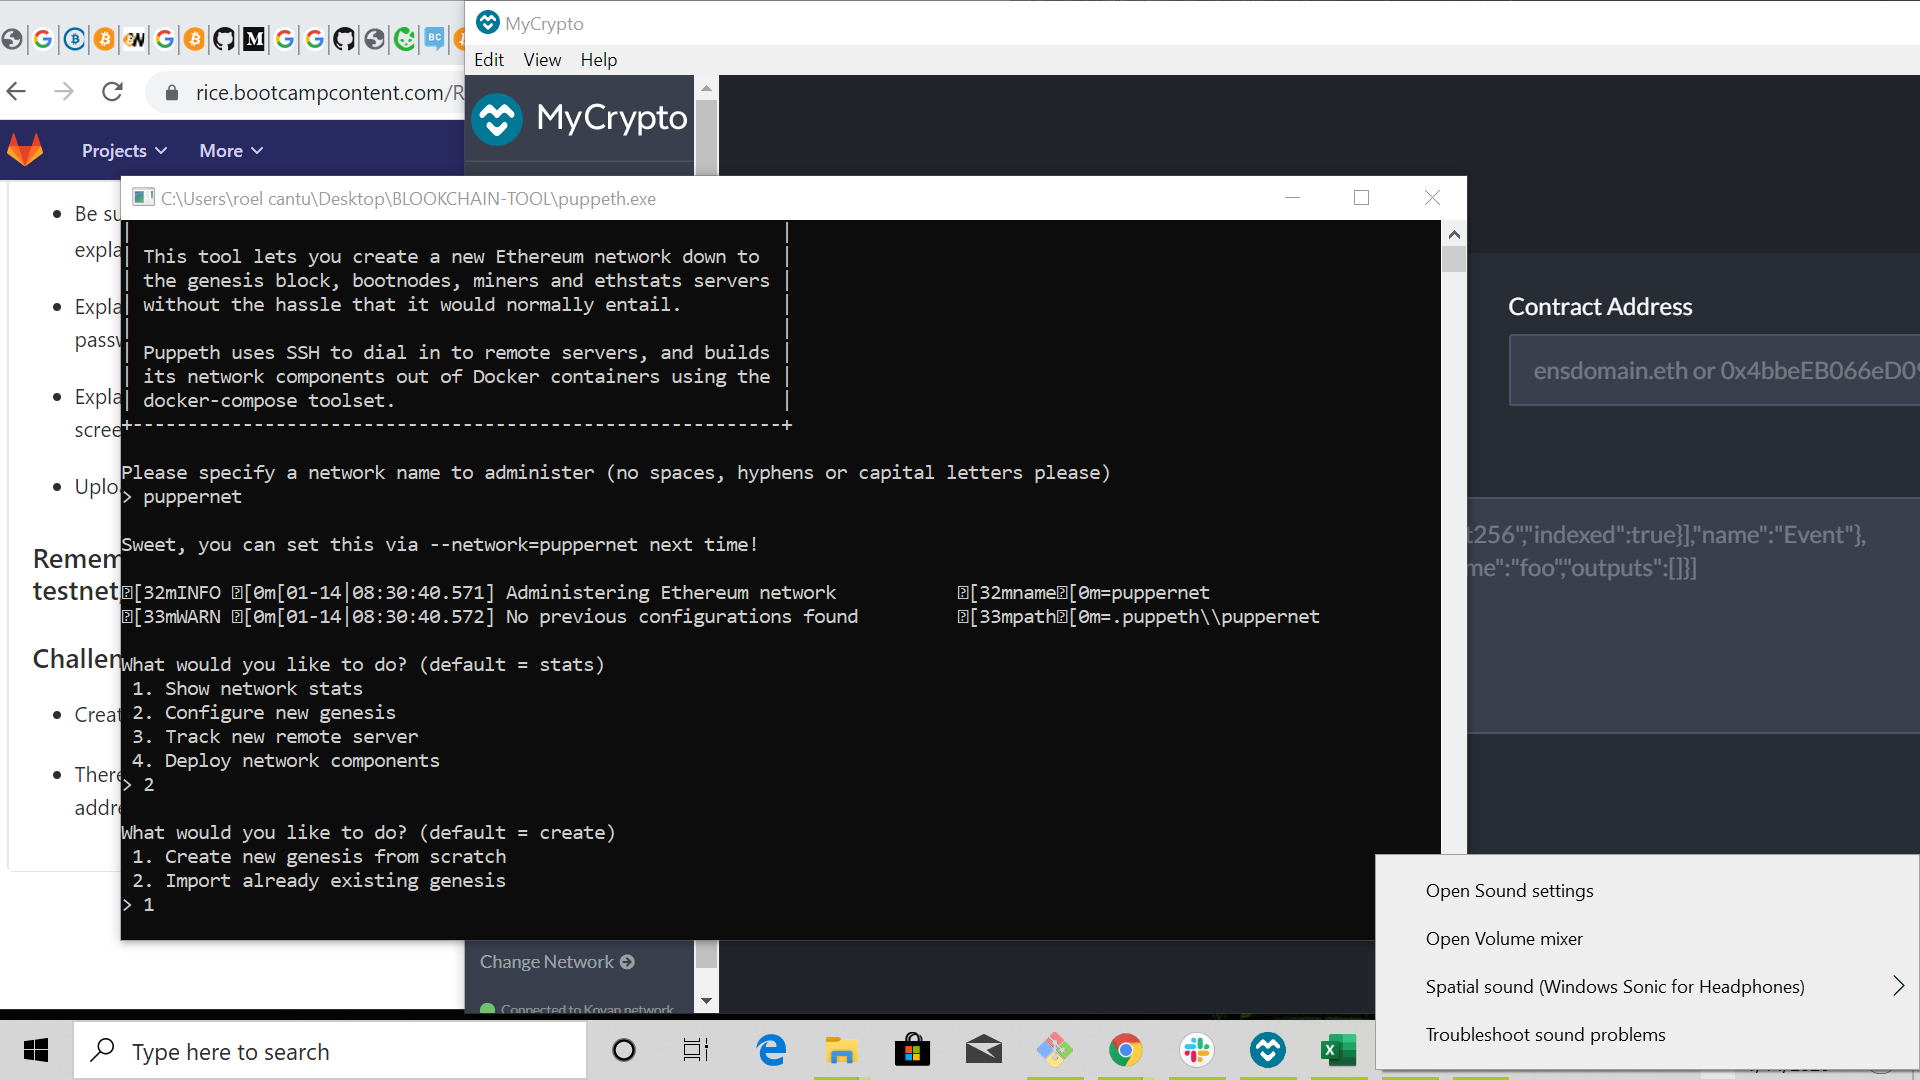 MyCrypto
Edit View Help
rice.bootcampcontent.com/R
MyCrypto
Projects More
C:\Users\roel cantu\Desktop\BLOOKCHAIN-TOOL\puppeth.exe
Be su
expla
Expla
passw
Expla
scree
Uplo
Remem
testnet,
Challen
Creat
There
addre
| |
| This tool lets you create a new Ethereum network down to |
| the genesis block, bootnodes, miners and ethstats servers |
| without the hassle that it would normally entail. |
| |
| Puppeth uses SSH to dial in to remote servers, and builds |
| its network components out of Docker containers using the |
| docker-compose toolset. |
+-----------------------------------------------------------+
Please specify a network name to administer (no spaces, hyphens or capital letters please)
> puppernet
Sweet, you can set this via --network=puppernet next time!
[32mINFO [0m[01-14|08:30:40.571] Administering Ethereum network [32mname[0m=puppernet
[33mWARN [0m[01-14|08:30:40.572] No previous configurations found [33mpath[0m=.puppeth\\puppernet
What would you like to do? (default = stats)
1. Show network stats
2. Configure new genesis
3. Track new remote server
4. Deploy network components
> 2
What would you like to do? (default = create)
1. Create new genesis from scratch
2. Import already existing genesis
> 1
Contract Address
ensdomain.eth or 0x4bbeEB066eD09
t256","indexed":true}],"name":"Event"},
me":"foo","outputs":[]}]
Change Network
Connected to Kovan network
Open Sound settings
Open Volume mixer
Spatial sound (Windows Sonic for Headphones)
Troubleshoot sound problems
Type here to search